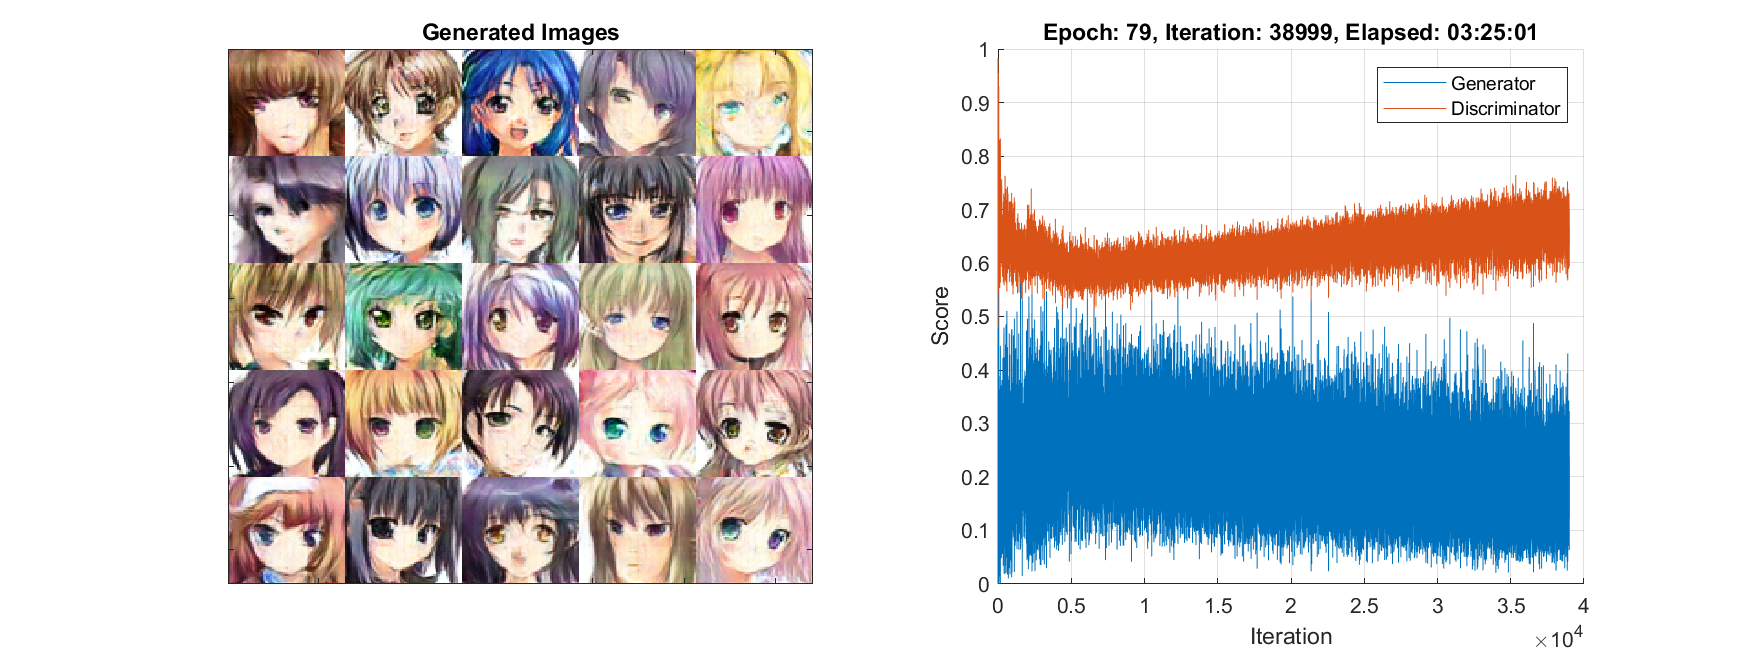 Generated Images
Epoch: 79, Iteration: 38999, Elapsed: 03:25:01
Generator
Discriminator
Score
1
0.9
0.8
0.7
0.6
0.5
0.4
0.3
0.2
0.1
0
0 0.5 1 1.5 2 2.5 3 3.5 4
Iteration
×10⁴